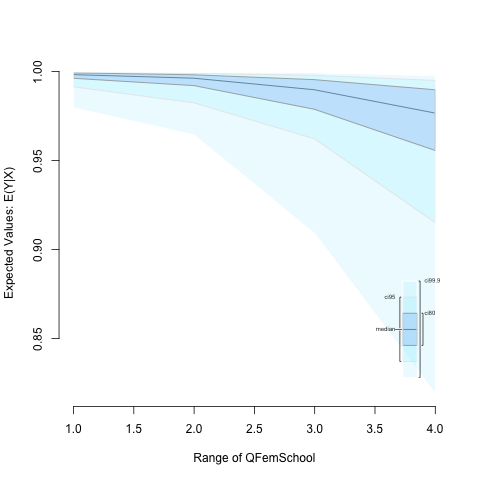 Expected Values: E(Y|X)
1.00
0.95
0.90
0.85
ci99.9
ci95
ci80
median
1.0 1.5 2.0 2.5 3.0 3.5 4.0
Range of QFemSchool